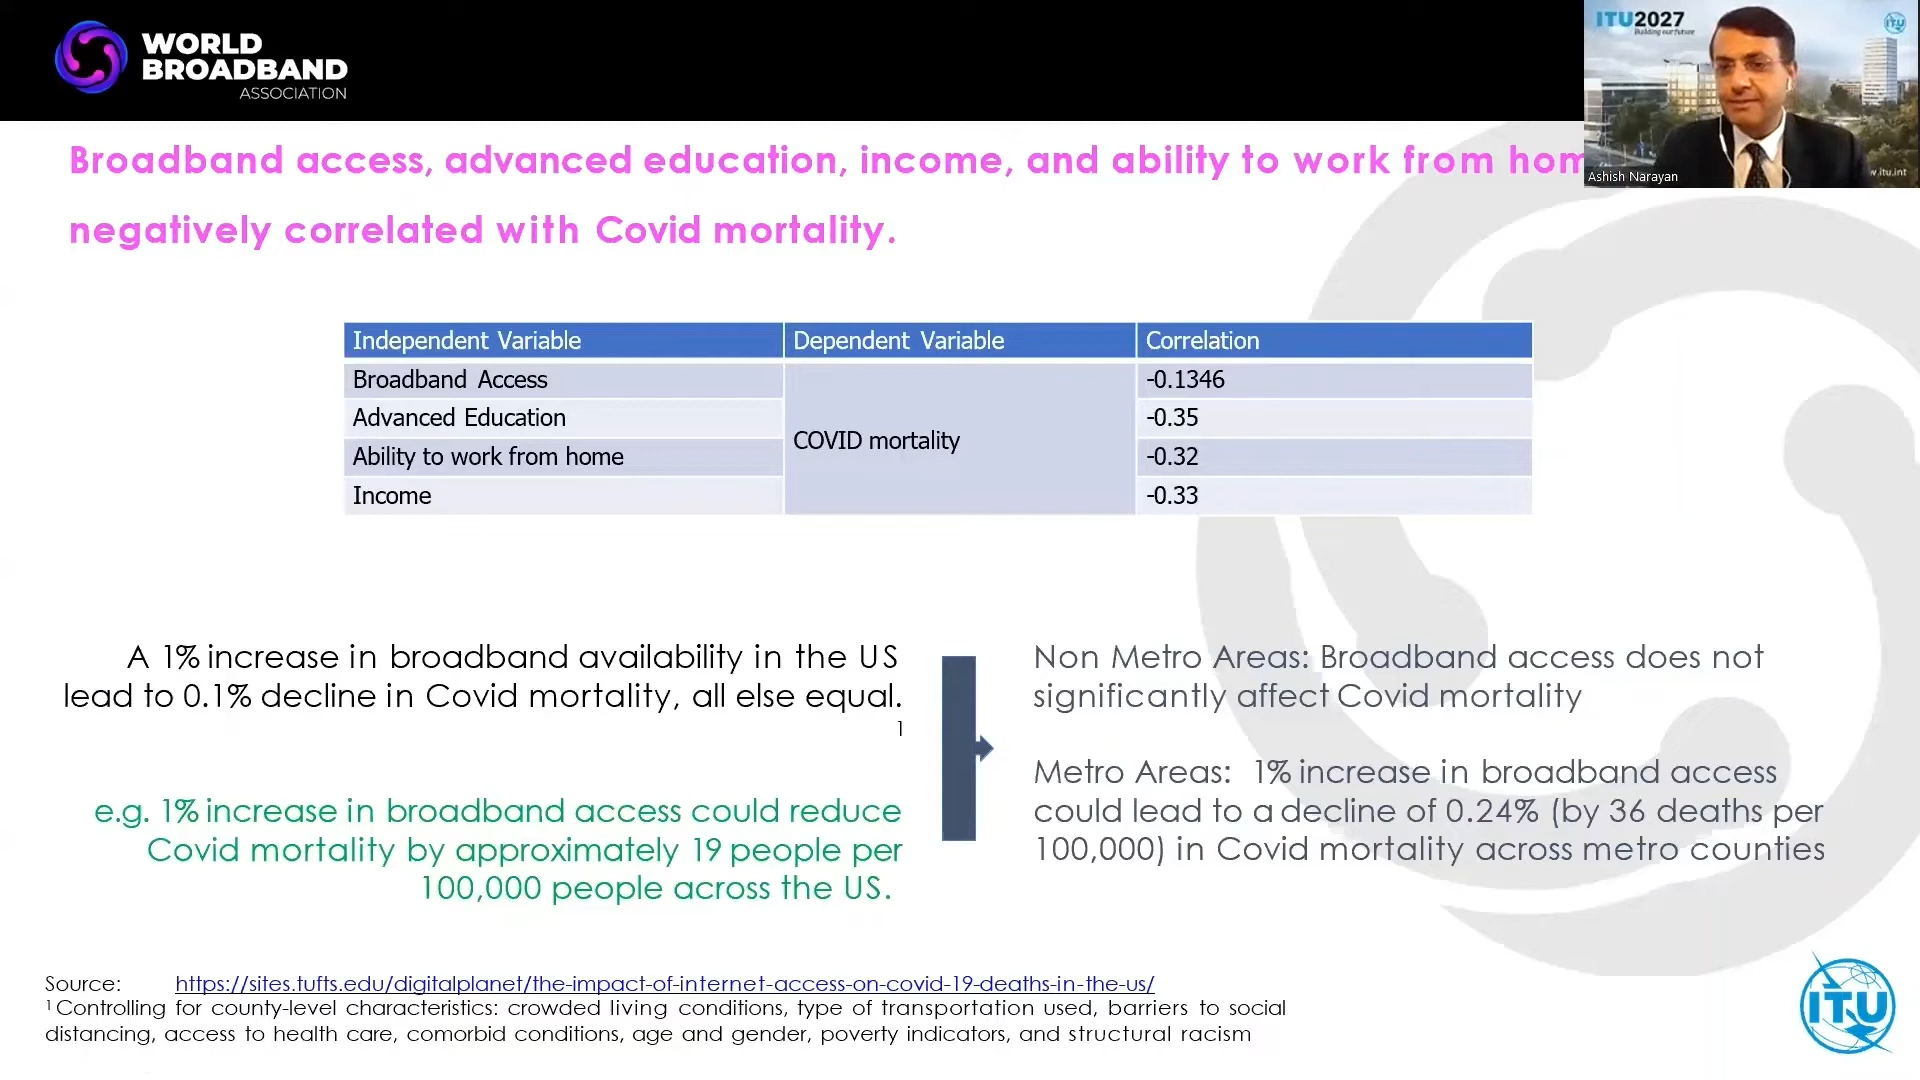 WORLD
BROADBAND
ASSOCIATION
ITU2027
Building our future
w.itu.int
Ashish Narayan
Broadband access, advanced education, income, and ability to work from hom
negatively correlated with Covid mortality.
Independent Variable Dependent Variable Correlation
Broadband Access -0.1346
Advanced Education -0.35
COVID mortality
Ability to work from home -0.32
Income -0.33
A 1% increase in broadband availability in the US
lead to 0.1% decline in Covid mortality, all else equal.
1
e.g. 1% increase in broadband access could reduce
Covid mortality by approximately 19 people per
100,000 people across the US.
Non Metro Areas: Broadband access does not
significantly affect Covid mortality
Metro Areas: 1% increase in broadband access
could lead to a decline of 0.24% (by 36 deaths per
100,000) in Covid mortality across metro counties
Source: https://sites.tufts.edu/digitalplanet/the-impact-of-internet-access-on-covid-19-deaths-in-the-us/
1 Controlling for county-level characteristics: crowded living conditions, type of transportation used, barriers to social
distancing, access to health care, comorbid conditions, age and gender, poverty indicators, and structural racism
ITU